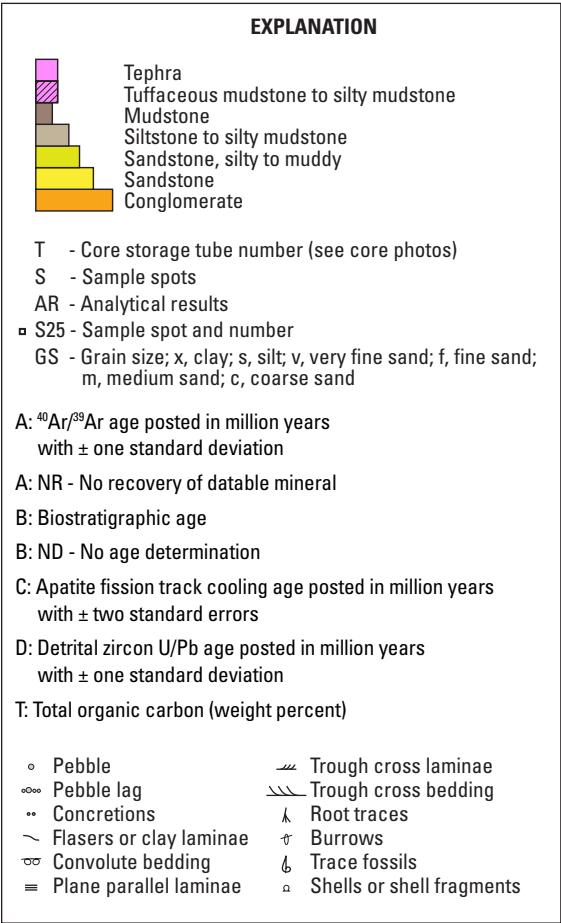 EXPLANATION
Tephra
Tuffaceous mudstone to silty mudstone
Mudstone
Siltstone to silty mudstone
Sandstone, silty to muddy
Sandstone
Conglomerate
T - Core storage tube number (see core photos)
S - Sample spots
AR - Analytical results
S25 - Sample spot and number
GS - Grain size; x, clay; s, silt; v, very fine sand; f, fine sand;
m, medium sand; c, coarse sand
A: ⁴⁰Ar/³⁹Ar age posted in million years
with ± one standard deviation
A: NR - No recovery of datable mineral
B: Biostratigraphic age
B: ND - No age determination
C: Apatite fission track cooling age posted in million years
with ± two standard errors
D: Detrital zircon U/Pb age posted in million years
with ± one standard deviation
T: Total organic carbon (weight percent)
Pebble
Pebble lag
Concretions
Flasers or clay laminae
Convolute bedding
Plane parallel laminae
Trough cross laminae
Trough cross bedding
Root traces
Burrows
Trace fossils
Shells or shell fragments